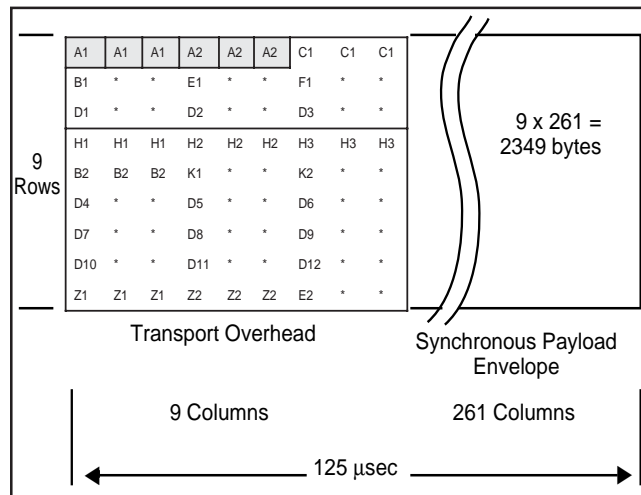 A1 A1 A1 A2 A2 A2 C1 C1 C1
B1 * * E1 * * F1 * *
D1 * * D2 * * D3 * *
H1 H1 H1 H2 H2 H2 H3 H3 H3
B2 B2 B2 K1 * * K2 * *
D4 * * D5 * * D6 * *
D7 * * D8 * * D9 * *
D10 * * D11 * * D12 * *
Z1 Z1 Z1 Z2 Z2 Z2 E2 * *
9
Rows
9 x 261 =
2349 bytes
Transport Overhead
Synchronous Payload
Envelope
9 Columns
261 Columns
125 μsec